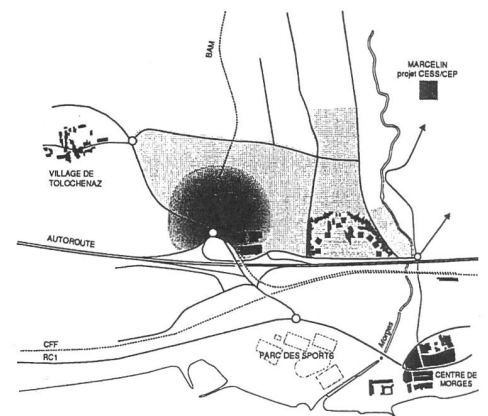 BAM
MARCELIN
projet CESS/CEP
VILLAGE DE
TOLOCHENAZ
AUTOROUTE
CFF
RC1
PARC DES SPORTS
Morges
CENTRE DE
MORGES